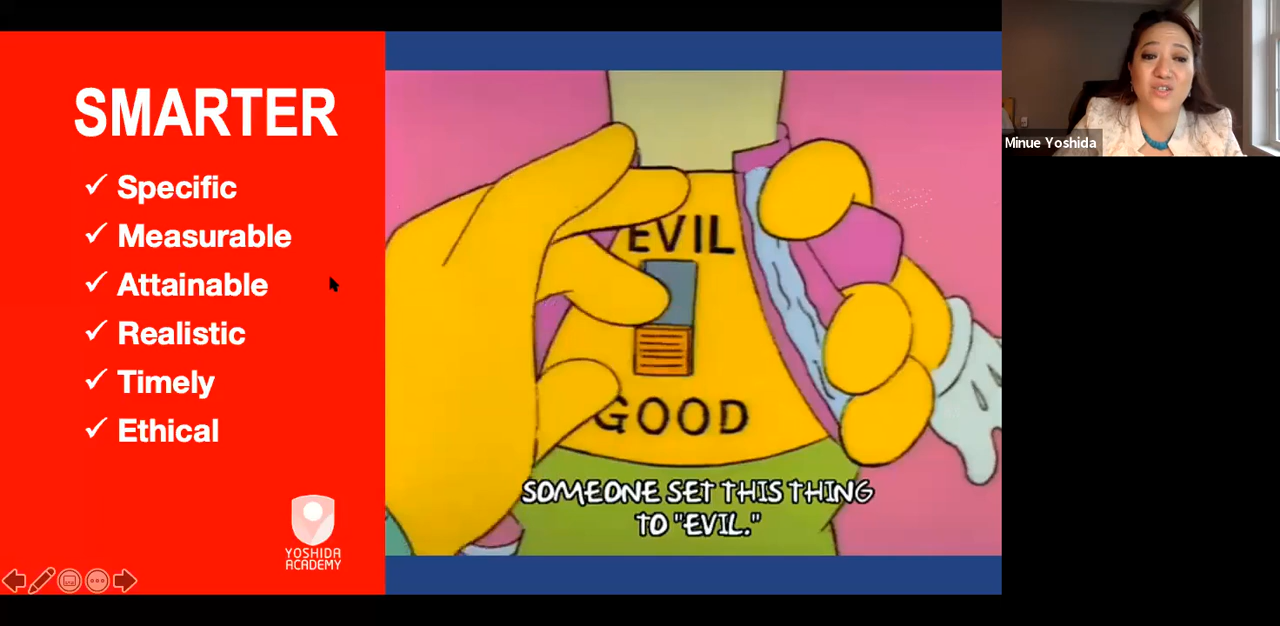 SMARTER
✓ Specific
✓ Measurable
✓ Attainable
✓ Realistic
✓ Timely
✓ Ethical
YOSHIDA
ACADEMY
EVIL
GOOD
SOMEONE SET THIS THING
TO "EVIL."
Minue Yoshida